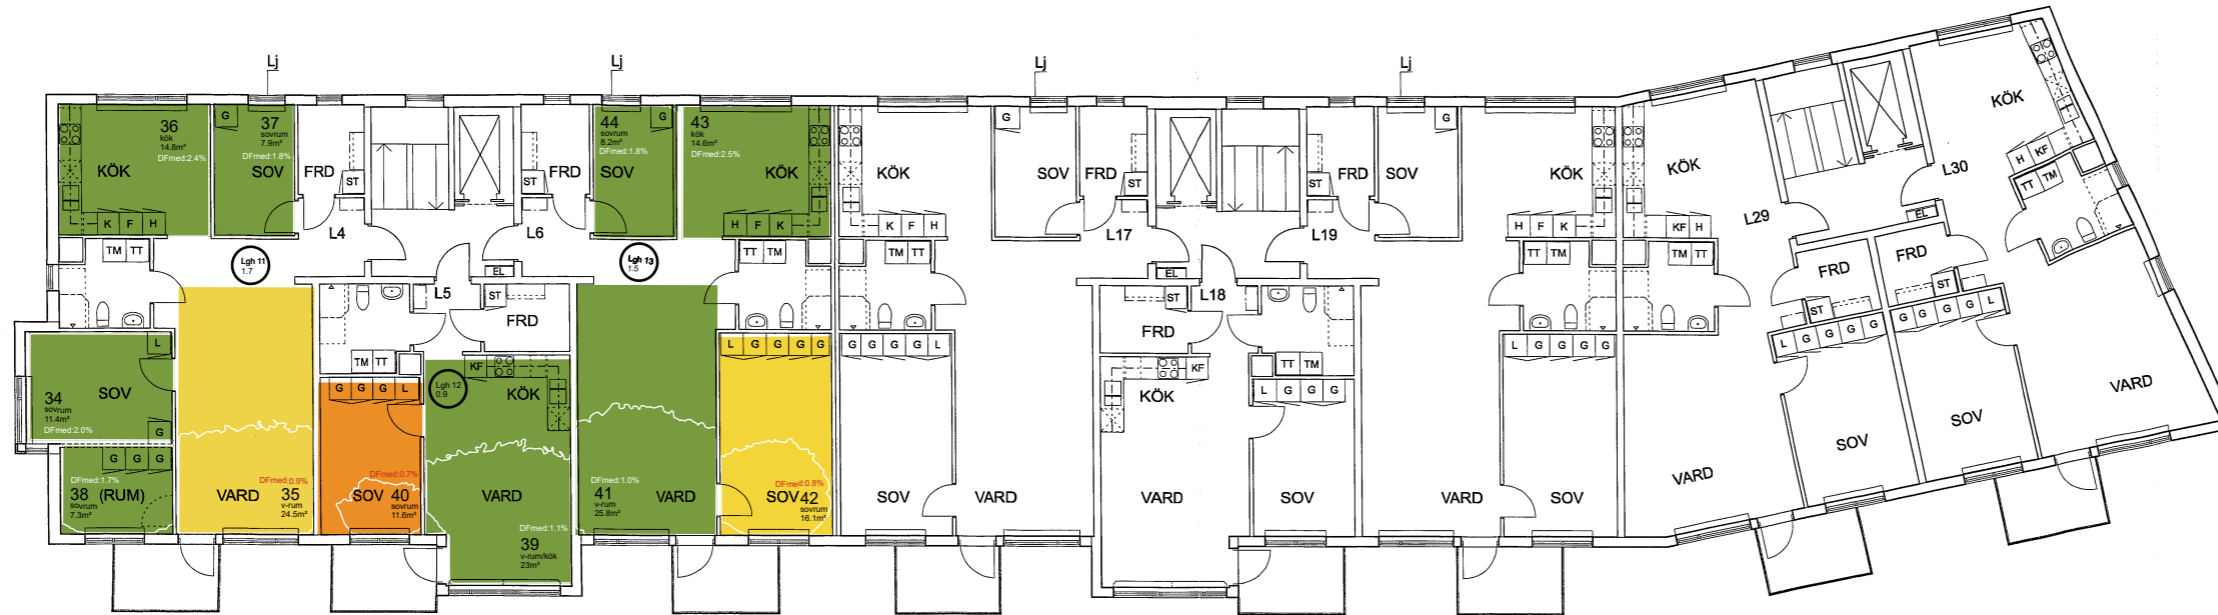 Lj
Lj
Lj
Lj
36
kök
14.8m²
DFmed:2.4%
KÖK
K F H
G
37
sovrum
7.9m²
DFmed:1.8%
SOV
FRD
ST
L4
TM TT
Lgh 11
1.7
44
sovrum
8.2m²
DFmed:1.8%
SOV
G
43
kök
14.6m²
DFmed:2.5%
KÖK
H F K
ST
FRD
L6
EL
L5
ST
FRD
Lgh 13
1.5
TT TM
TM TT
L
SOV
34
sovrum
11.4m²
DFmed:2.0%
G
G G G
DFmed:1.7%
38 (RUM)
sovrum
7.3m²
DFmed:0.9%
VARD 35
v-rum
24.5m²
G G G L
DFmed:0.7%
SOV 40
sovrum
11.6m²
Lgh 12
0.9
KF
KÖK
VARD
DFmed:1.1%
39
v-rum/kök
23m²
DFmed:1.0%
41
v-rum
25.8m²
VARD
L G G G G
DFmed:0.8%
SOV 42
sovrum
16.1m²
KÖK
K F H
TM TT
G G G G L
SOV
VARD
G
SOV
FRD
ST
L17
EL
L18
ST
FRD
KF
KÖK
VARD
TT TM
L G G G
SOV
FRD
ST
L19
G
SOV
KÖK
H F K
TT TM
L G G G G
VARD
SOV
KÖK
KF H
TM TT
L29
VARD
FRD
ST
L G G G G
SOV
L30
EL
FRD
ST
G G G G L
SOV
KÖK
H KF
TT TM
VARD